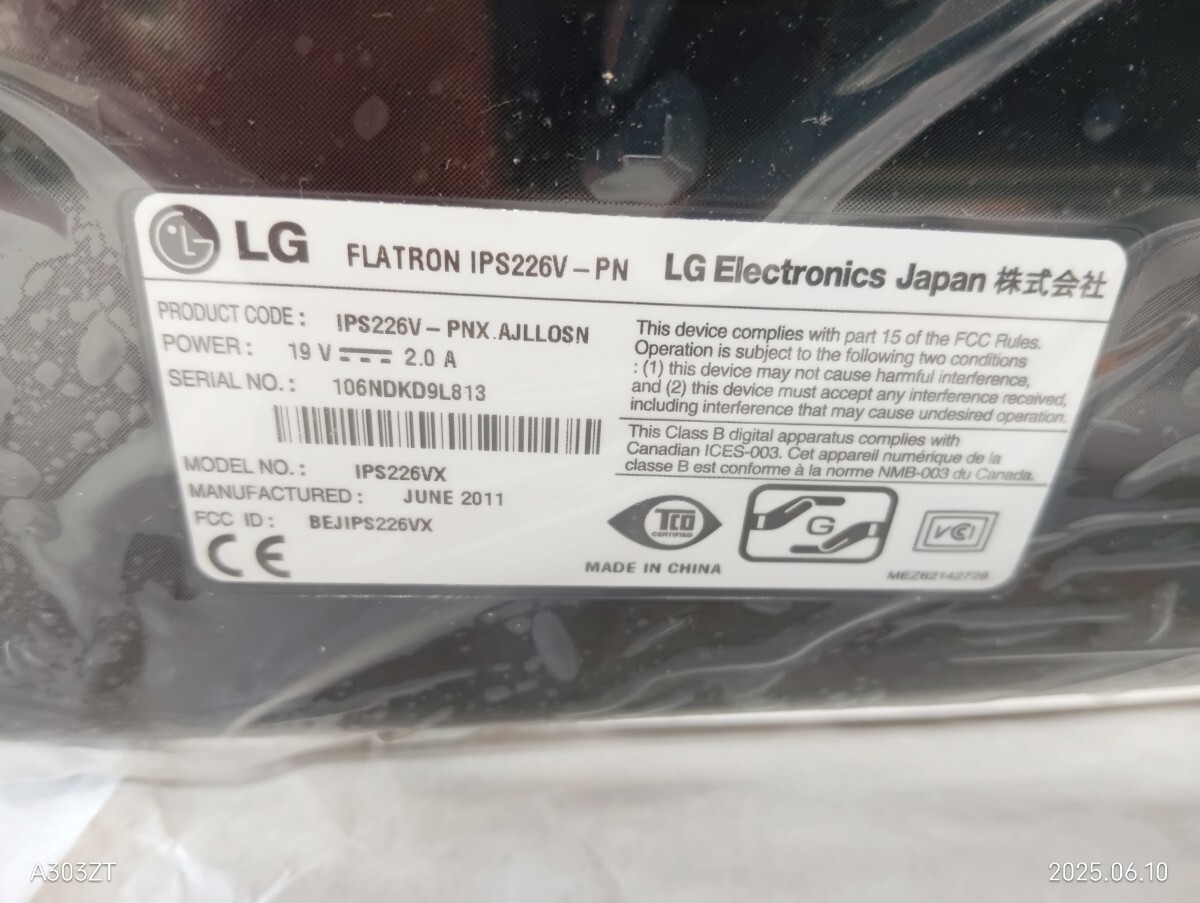 LG FLATRON IPS226V-PN LG Electronics Japan 株式会社
PRODUCT CODE: IPS226V-PNX.AJLLOSN
POWER: 19 V 2.0 A
SERIAL NO.: 106NDKD9L813
MODEL NO.: IPS226VX
MANUFACTURED: JUNE 2011
FCC ID: BEJIPS226VX
CE
This device complies with part 15 of the FCC Rules.
Operation is subject to the following two conditions
: (1) this device may not cause harmful interference,
and (2) this device must accept any interference received,
including interference that may cause undesired operation.
This Class B digital apparatus complies with
Canadian ICES-003. Cet appareil numérique de la
classe B est conforme à la norme NMB-003 du Canada.
TCO
CERTIFIED
G
VCI
MADE IN CHINA
MEZ62142728
A303ZT
2025.06.10